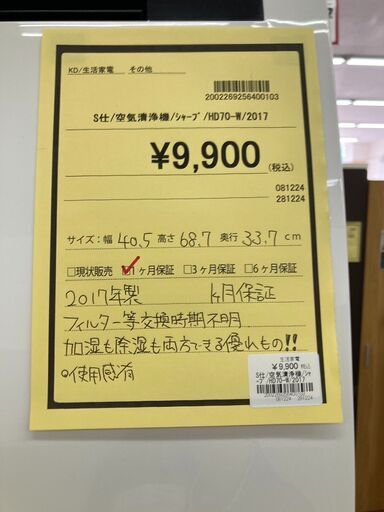 KD/生活家電 その他
2002269256400103
S仕/空気清浄機/シャープ/HD70-W/2017
¥9,900
(税込)
081224
281224
サイズ:幅 40.5 高さ 68.7 奥行 33.7 cm
□現状販売 ☑1ヶ月保証 □3ヶ月保証 □6ヶ月保証
2017年製 ヶ月保証
フィルター等交換時期不明
加湿も除湿も両方できる優れもの!!
○使用感有
生活家電
¥9,900 税込
S仕/空気清浄機/シャ
ープ/HD70-W/2017
081224 281224